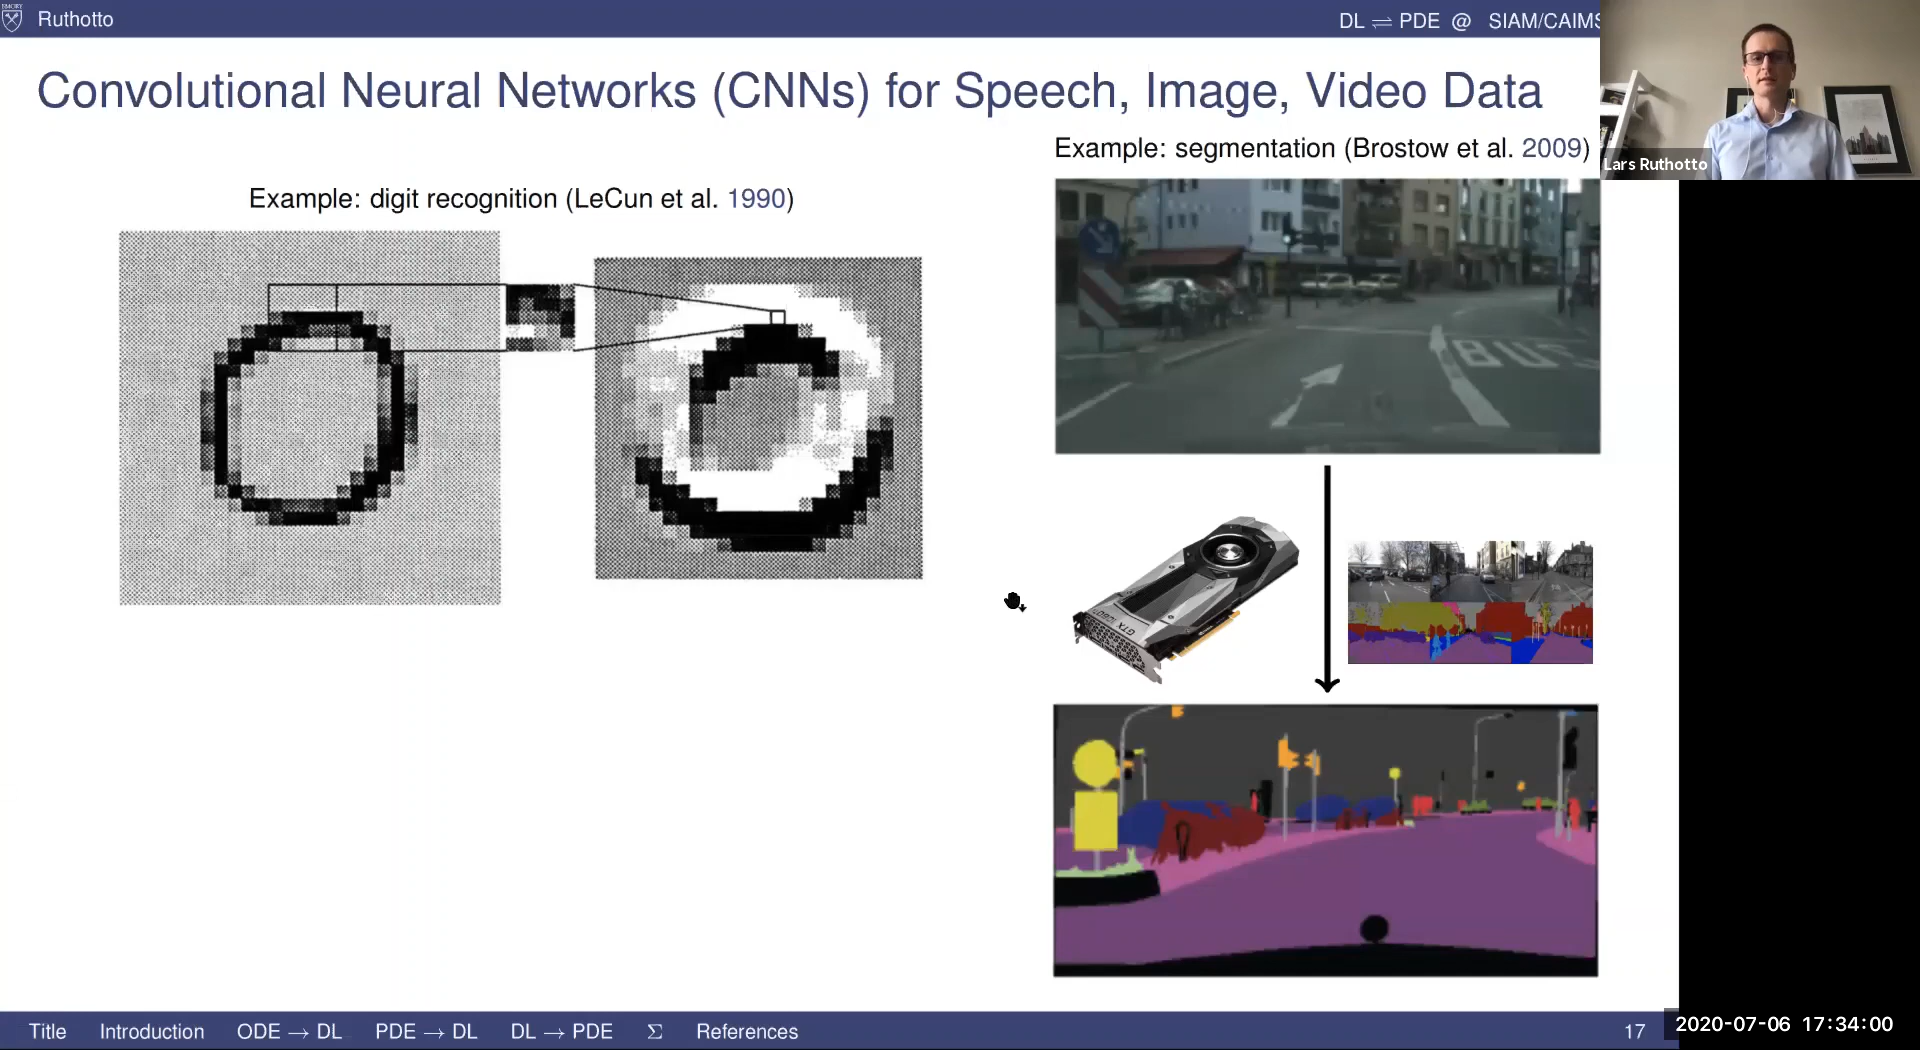 EMORY
Ruthotto
DL ⇌ PDE @ SIAM/CAIMS
Convolutional Neural Networks (CNNs) for Speech, Image, Video Data
Lars Ruthotto
Example: segmentation (Brostow et al. 2009)
Example: digit recognition (LeCun et al. 1990)
BUS
GTX 1080
Title Introduction ODE → DL PDE → DL DL → PDE Σ References
17
2020-07-06 17:34:00